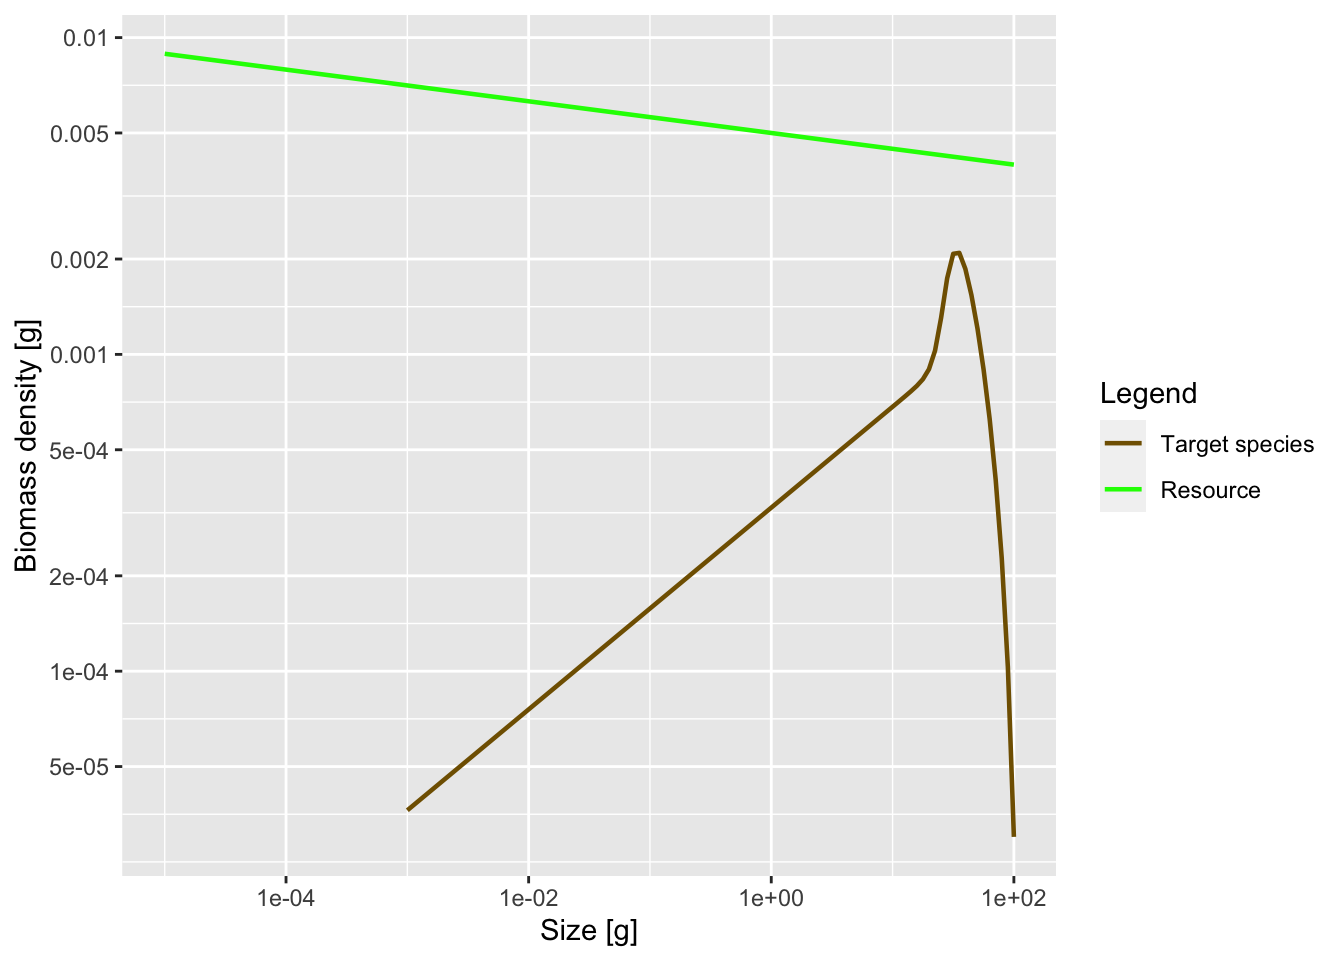 0.01
0.005
0.002
0.001
5e-04
2e-04
1e-04
5e-05
Biomass density [g]
1e-04 1e-02 1e+00 1e+02
Size [g]
Legend
Target species
Resource